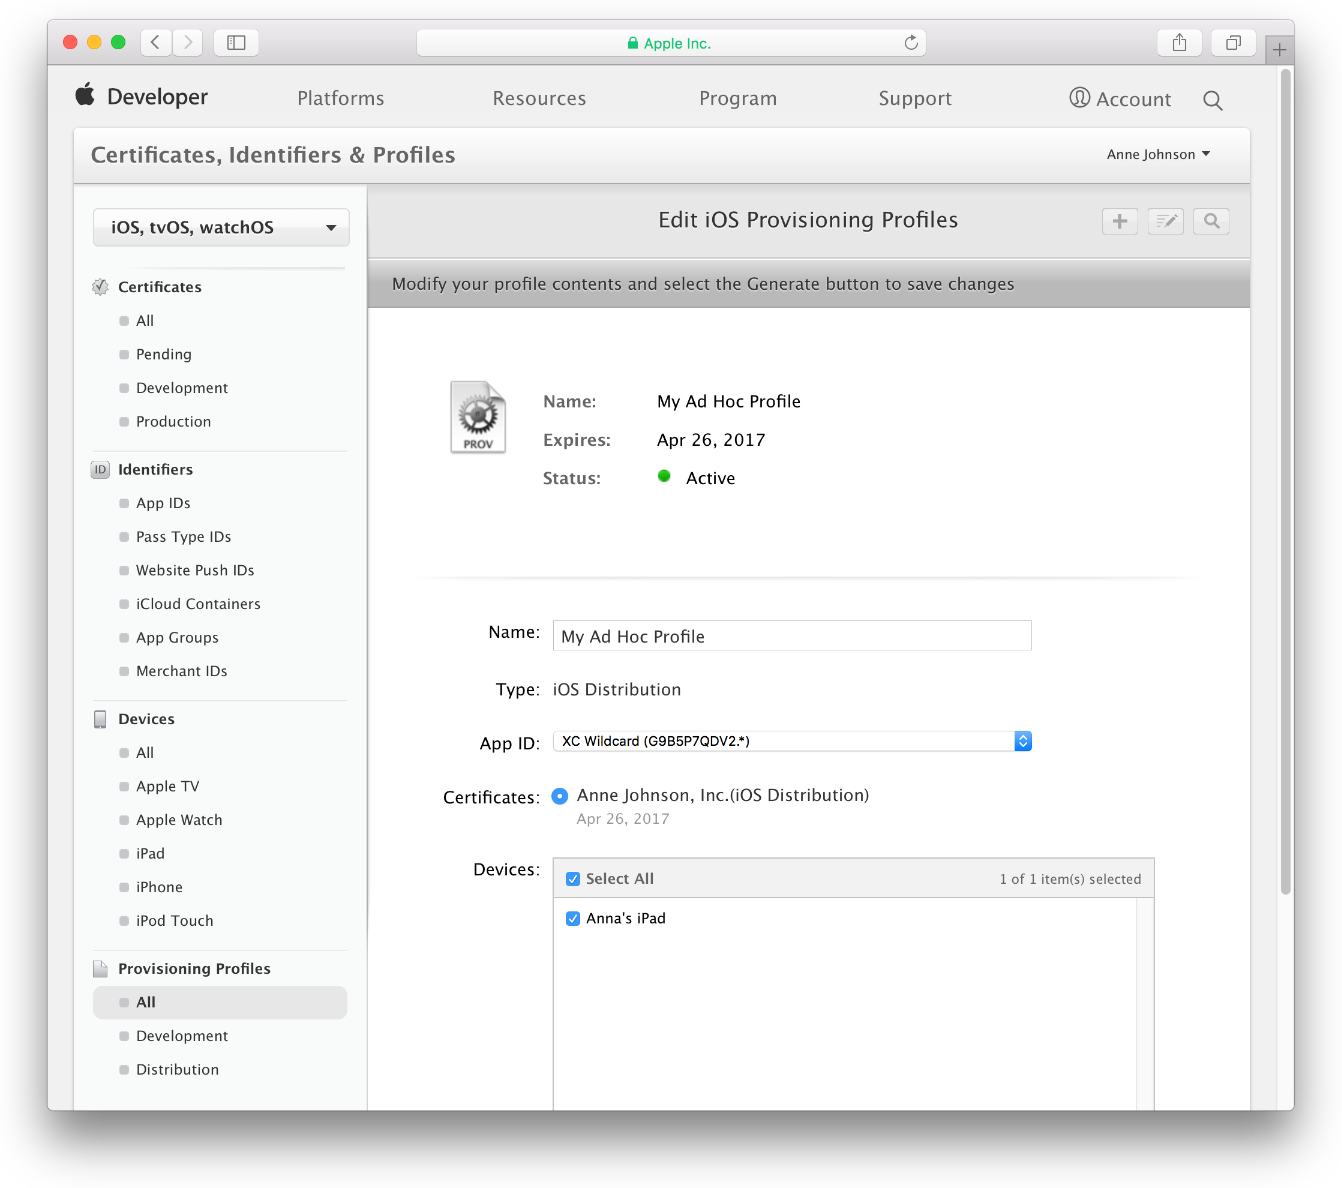 Apple Inc.
Developer
Platforms
Resources
Program
Support
Account
Certificates, Identifiers & Profiles
Anne Johnson
iOS, tvOS, watchOS
Certificates
All
Pending
Development
Production
ID Identifiers
App IDs
Pass Type IDs
Website Push IDs
iCloud Containers
App Groups
Merchant IDs
Devices
All
Apple TV
Apple Watch
iPad
iPhone
iPod Touch
Provisioning Profiles
All
Development
Distribution
Edit iOS Provisioning Profiles
Modify your profile contents and select the Generate button to save changes
PROV
Name: My Ad Hoc Profile
Expires: Apr 26, 2017
Status: Active
Name: My Ad Hoc Profile
Type: iOS Distribution
App ID: XC Wildcard (G9B5P7QDV2.*)
Certificates: Anne Johnson, Inc.(iOS Distribution)
Apr 26, 2017
Devices: Select All 1 of 1 item(s) selected
Anna's iPad